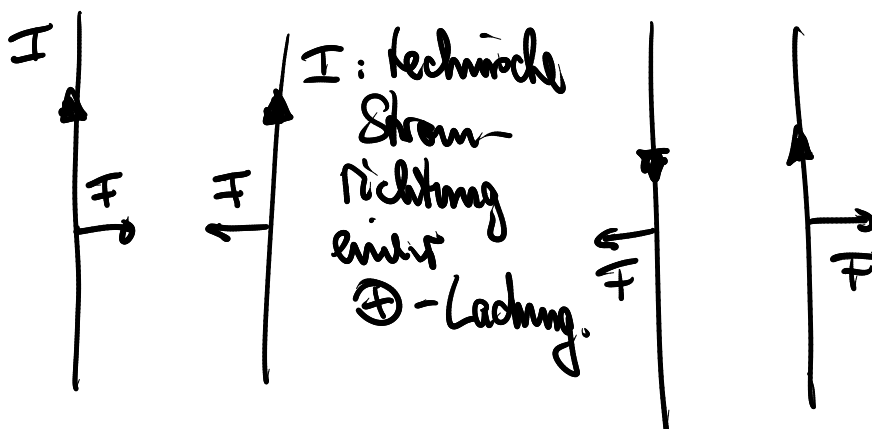 I
I: technische
Strom-
richtung
einer
⊕-Ladung.
F
F
F
F